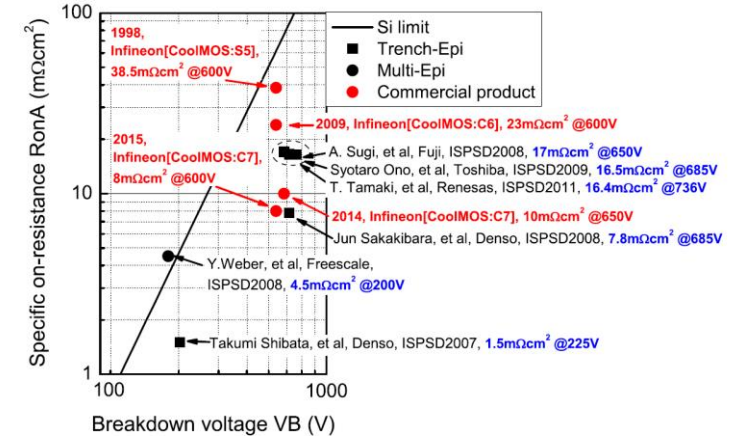 100
10
1
100
1000
Specific on-resistance RonA (mΩcm²)
Breakdown voltage VB (V)
Si limit
Trench-Epi
Multi-Epi
Commercial product
1998,
Infineon[CoolMOS:S5],
38.5mΩcm² @600V
2009, Infineon[CoolMOS:C6], 23mΩcm² @600V
2015,
Infineon[CoolMOS:C7],
8mΩcm² @600V
A. Sugi, et al, Fuji, ISPSD2008, 17mΩcm² @650V
Syotaro Ono, et al, Toshiba, ISPSD2009, 16.5mΩcm² @685V
T. Tamaki, et al, Renesas, ISPSD2011, 16.4mΩcm² @736V
2014, Infineon[CoolMOS:C7], 10mΩcm² @650V
Jun Sakakibara, et al, Denso, ISPSD2008, 7.8mΩcm² @685V
Y.Weber, et al, Freescale,
ISPSD2008, 4.5mΩcm² @200V
Takumi Shibata, et al, Denso, ISPSD2007, 1.5mΩcm² @225V